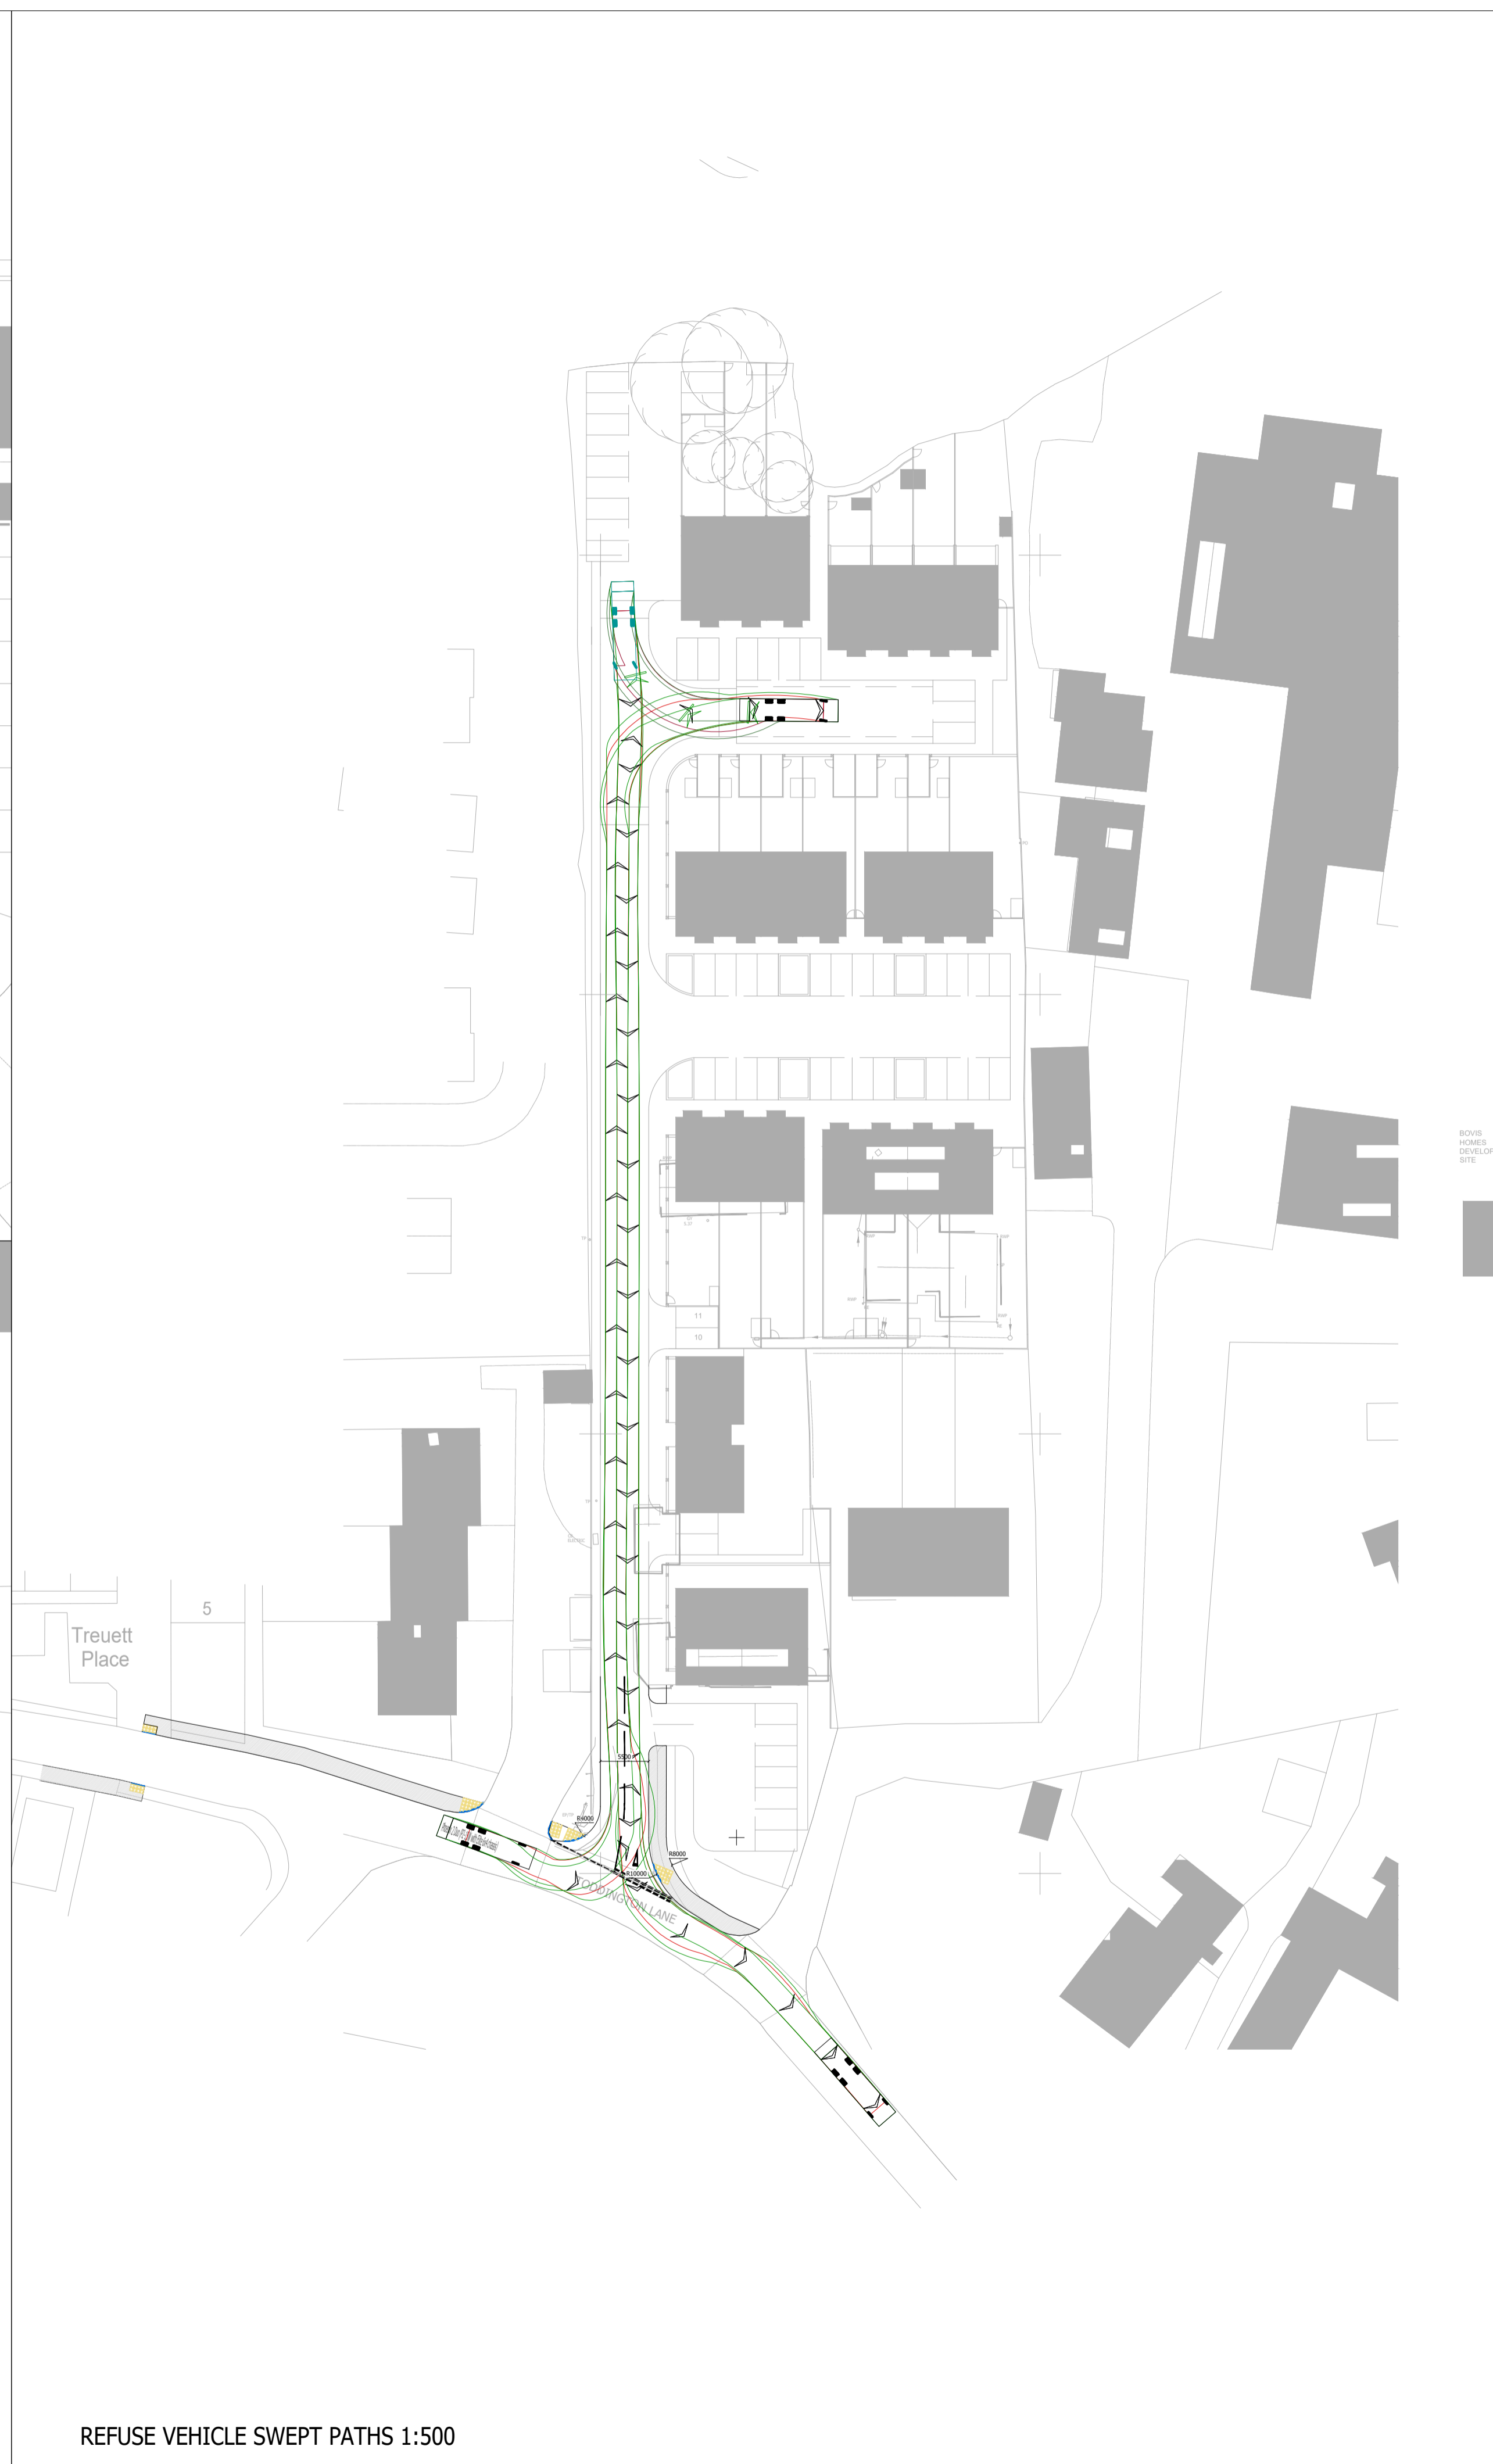 BOVIS
HOMES
DEVELOP
SITE
11
10
5
Treuett
Place
5500
R4000
R8000
R10000
TODDINGTON LANE
REFUSE VEHICLE SWEPT PATHS 1:500